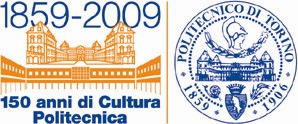 1859-2009
150 anni di Cultura
Politecnica
POLITECNICO DI TORINO
1859
1906